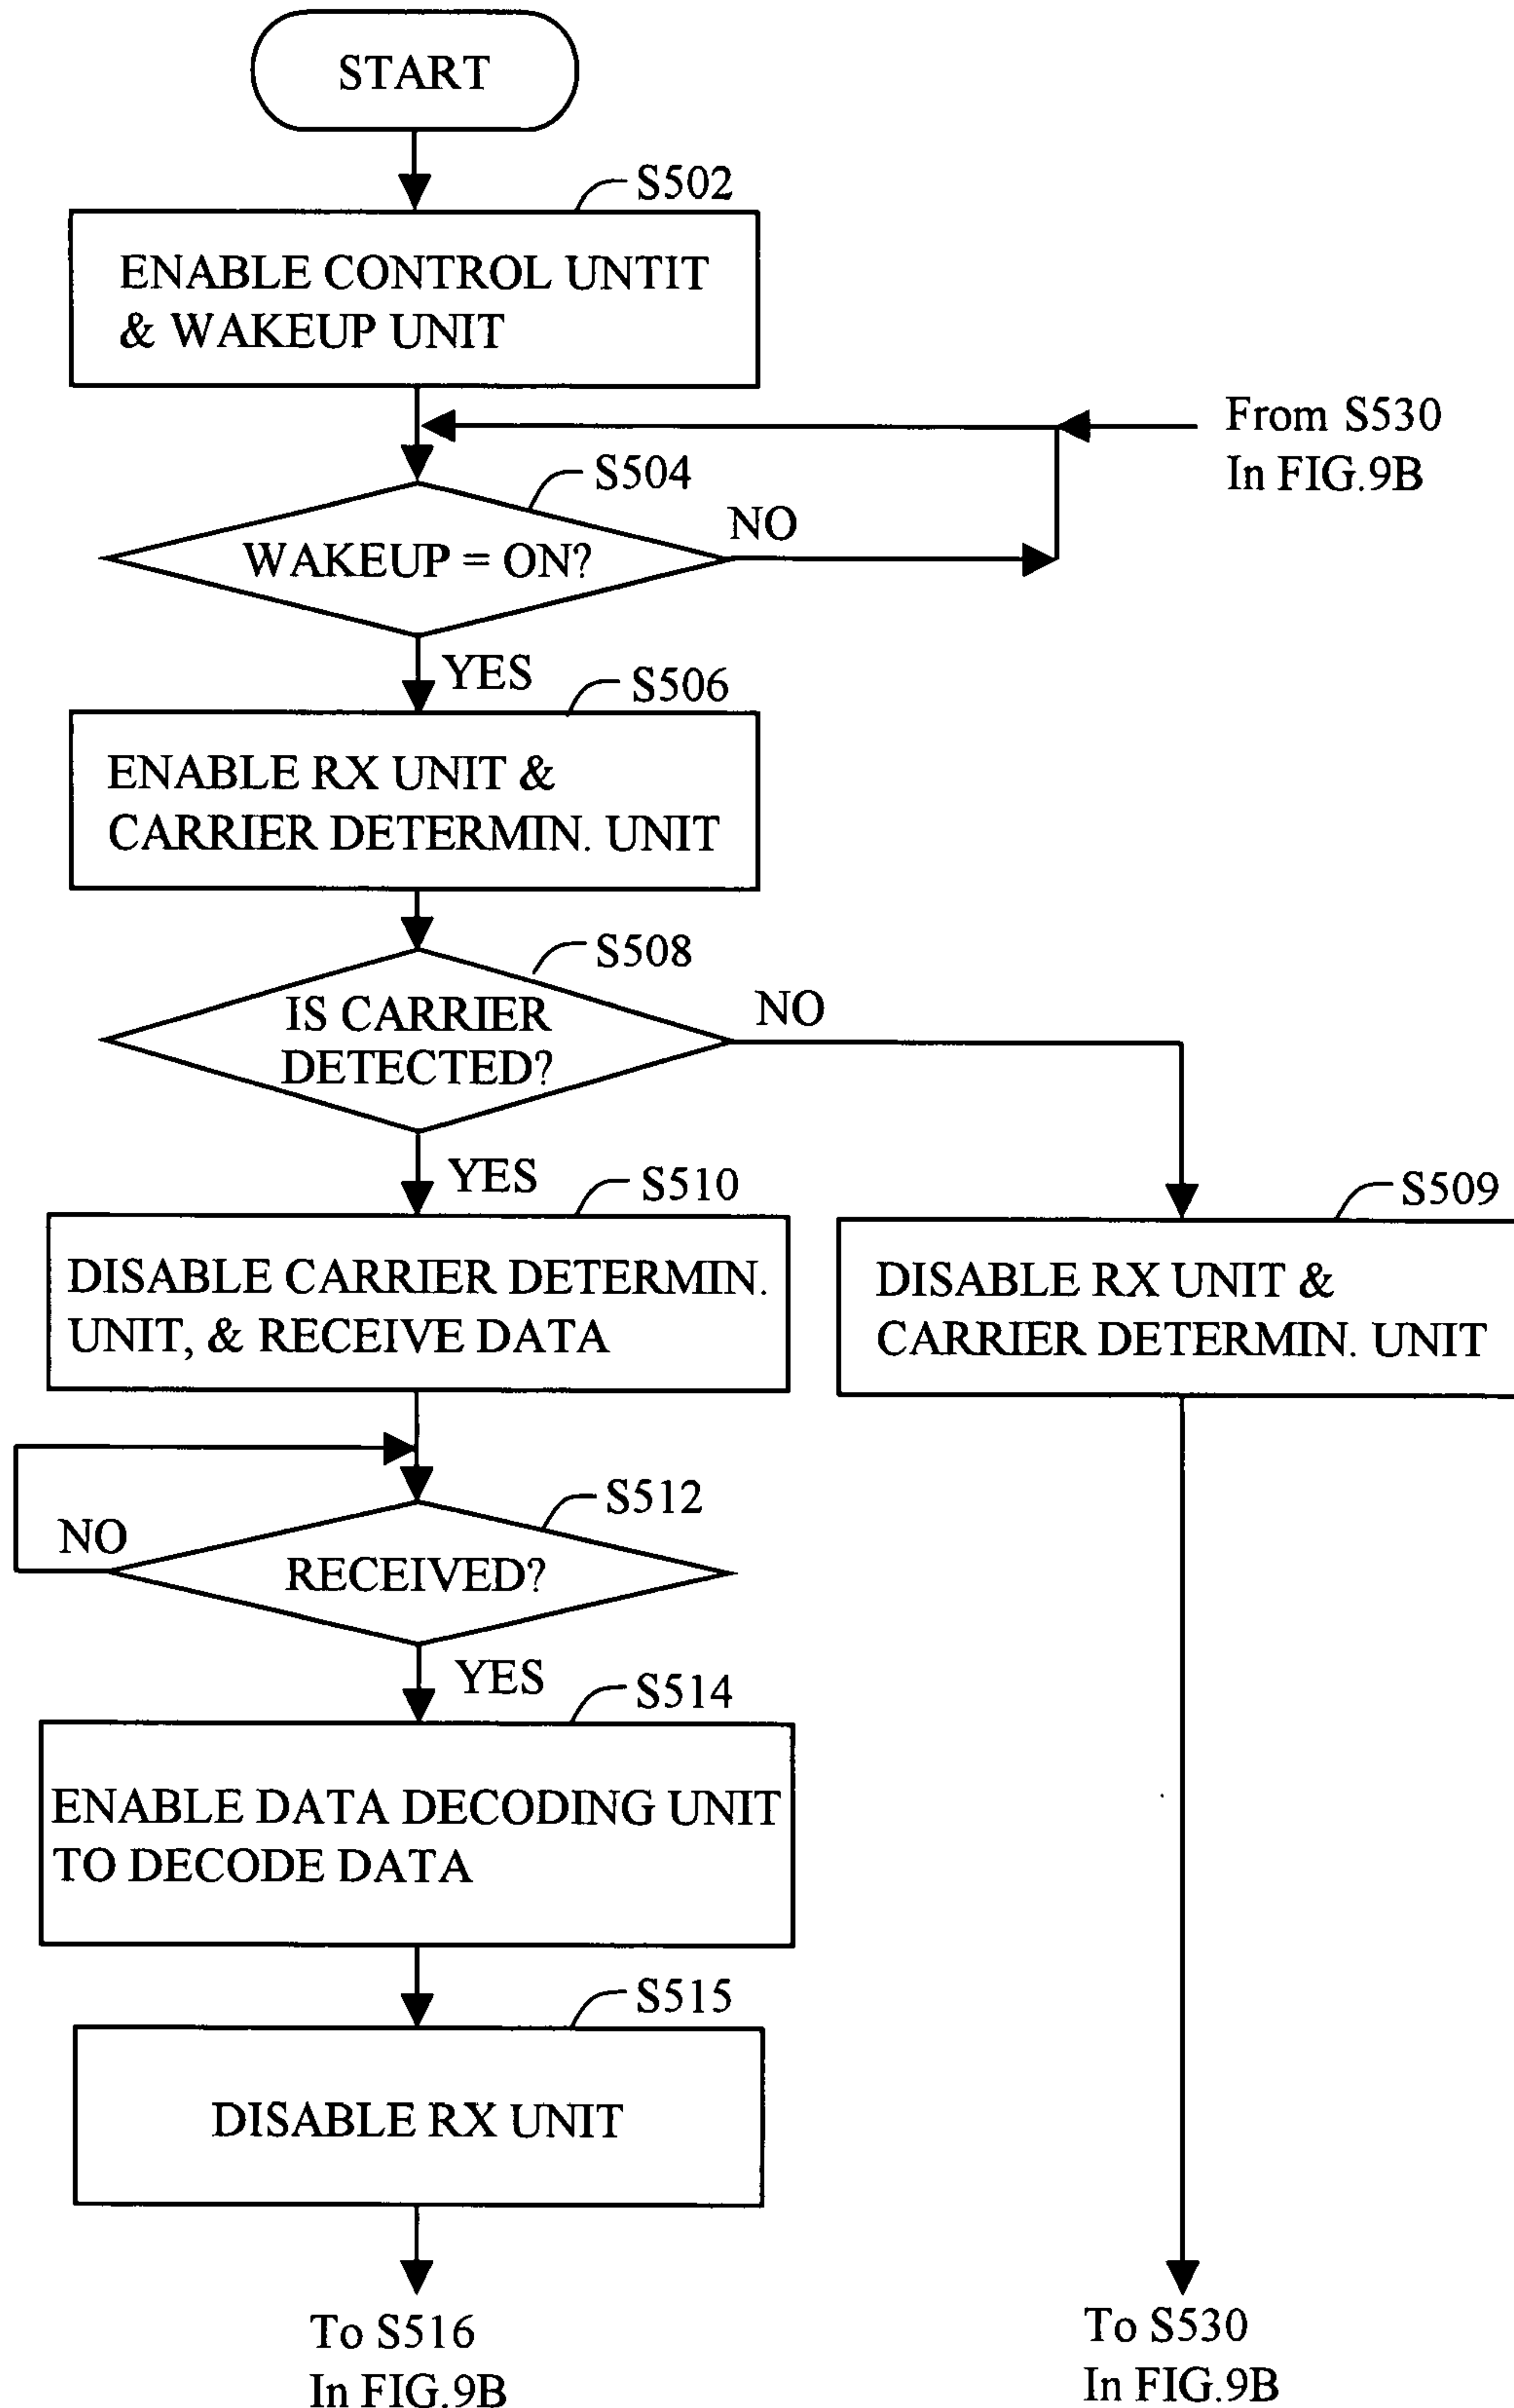 START
S502
ENABLE CONTROL UNTIT
& WAKEUP UNIT
From S530
In FIG.9B
S504
NO
WAKEUP = ON?
YES
S506
ENABLE RX UNIT &
CARRIER DETERMIN. UNIT
S508
NO
IS CARRIER
DETECTED?
YES
S510
S509
DISABLE CARRIER DETERMIN.
UNIT, & RECEIVE DATA
DISABLE RX UNIT &
CARRIER DETERMIN. UNIT
S512
NO
RECEIVED?
YES
S514
ENABLE DATA DECODING UNIT
TO DECODE DATA
S515
DISABLE RX UNIT
To S516
In FIG.9B
To S530
In FIG.9B